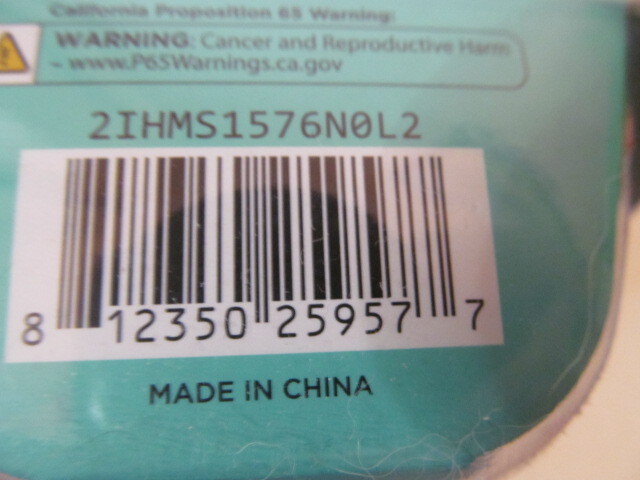 California Proposition 65 Warning:
WARNING: Cancer and Reproductive Harm
- www.P65Warnings.ca.gov
2IHMS1576N0L2
8 12350 25957 7
MADE IN CHINA